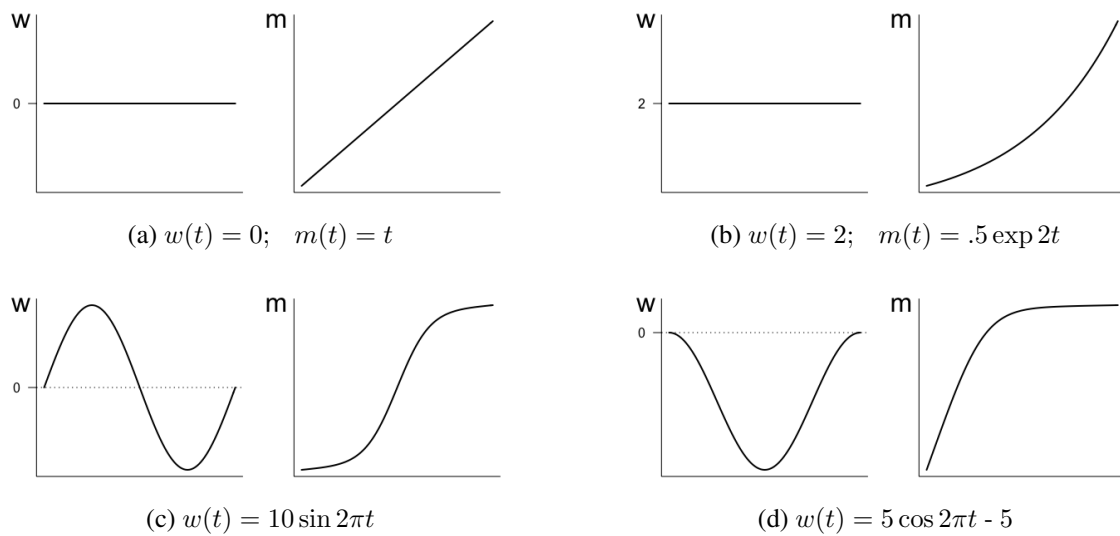 w
0
m
(a) w(t) = 0;   m(t) = t
w
2
m
(b) w(t) = 2;   m(t) = .5 exp 2t
w
0
m
(c) w(t) = 10 sin 2πt
w
0
m
(d) w(t) = 5 cos 2πt - 5